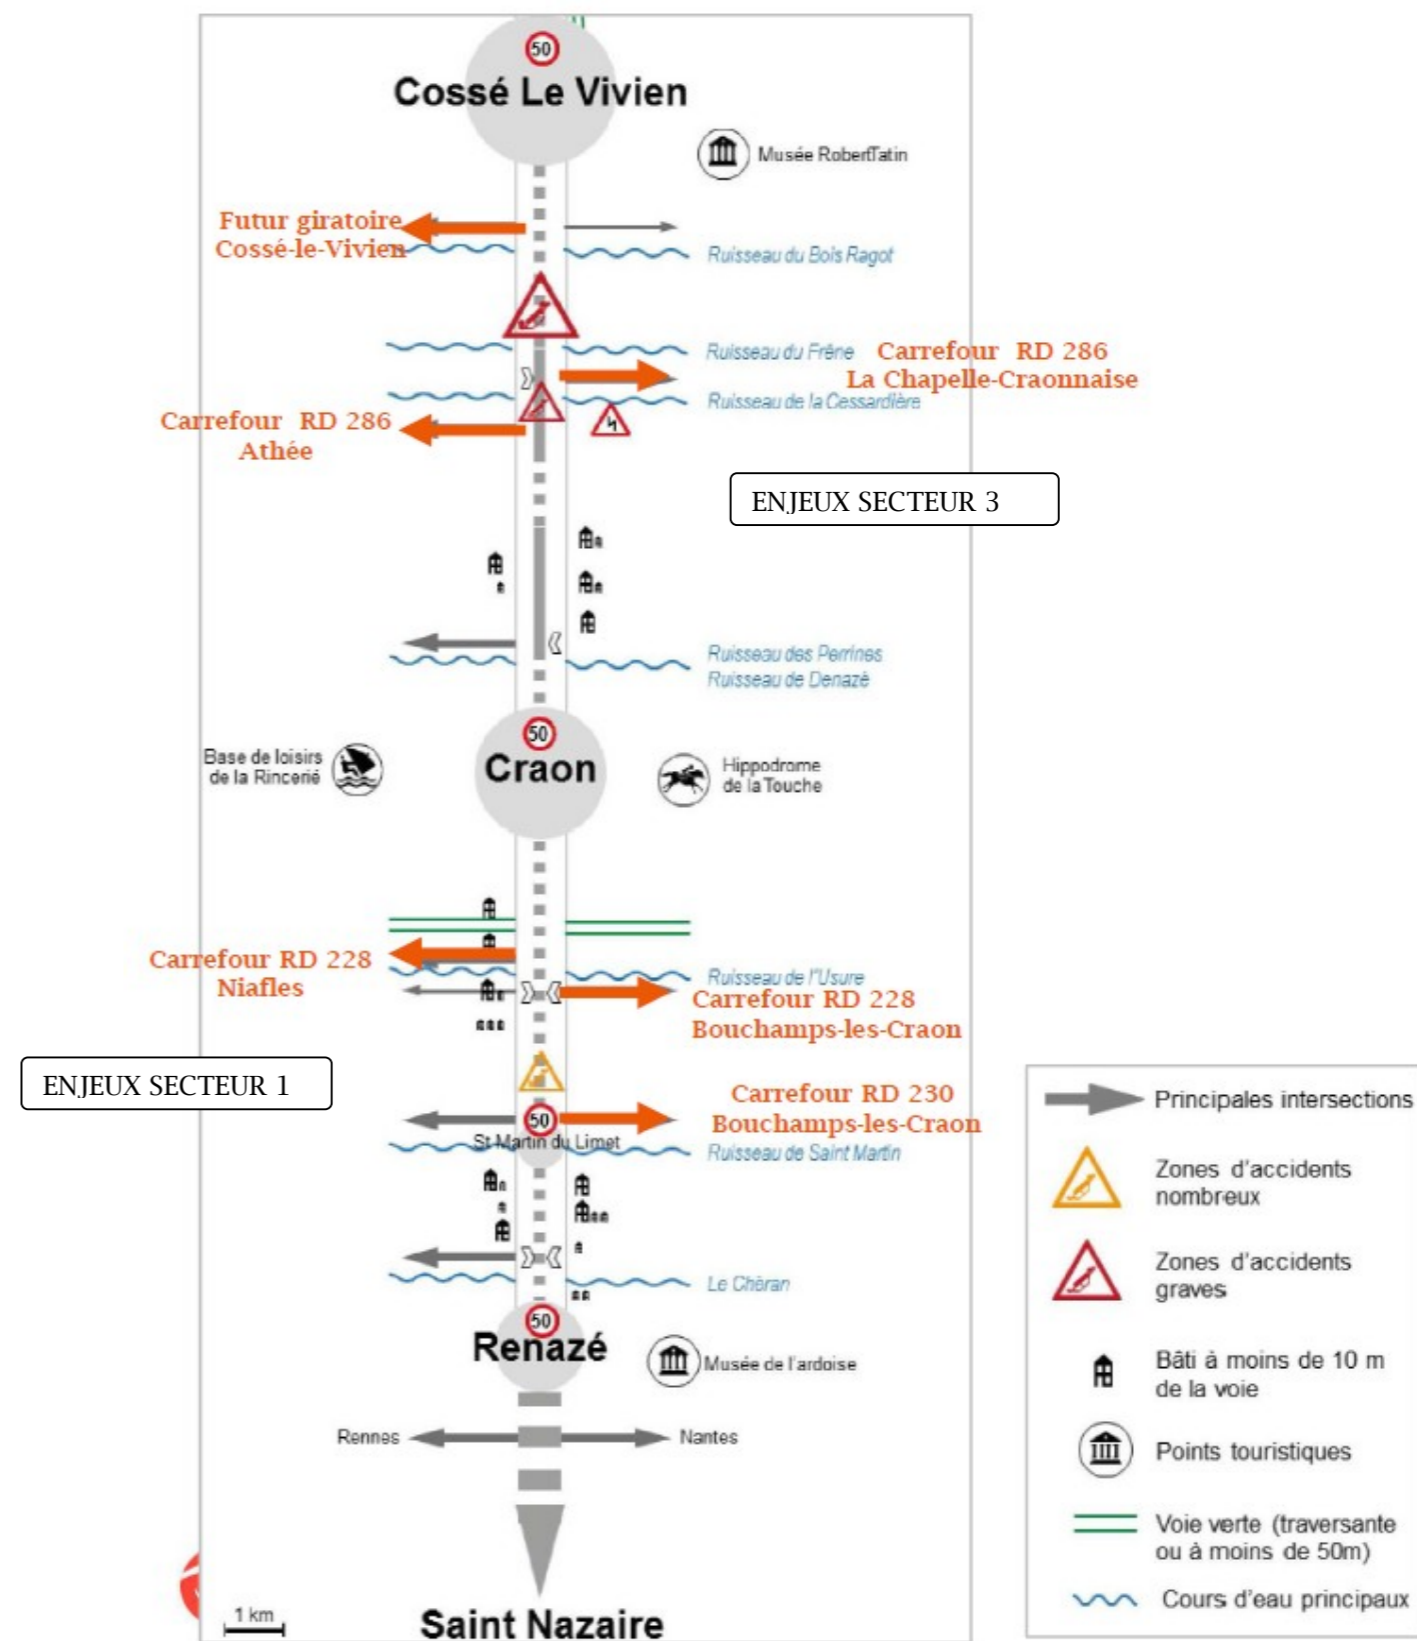 50
Cossé Le Vivien
Musée RobertTatin
Futur giratoire
Cossé-le-Vivien
Ruisseau du Bois Ragot
Ruisseau du Frêne
Carrefour RD 286
La Chapelle-Craonnaise
Ruisseau de la Cessardière
Carrefour RD 286
Athée
ENJEUX SECTEUR 3
Ruisseau des Perrines
Ruisseau de Denazé
50
Craon
Base de loisirs
de la Rincerié
Hippodrome
de la Touche
Carrefour RD 228
Niafles
Ruisseau de l'Usure
Carrefour RD 228
Bouchamps-les-Craon
ENJEUX SECTEUR 1
Carrefour RD 230
Bouchamps-les-Craon
50
St Martin du Limet
Ruisseau de Saint Martin
Le Chéran
50
Renazé
Musée de l'ardoise
Rennes
Nantes
1 km
Saint Nazaire
Principales intersections
Zones d'accidents
nombreux
Zones d'accidents
graves
Bâti à moins de 10 m
de la voie
Points touristiques
Voie verte (traversante
ou à moins de 50m)
Cours d'eau principaux